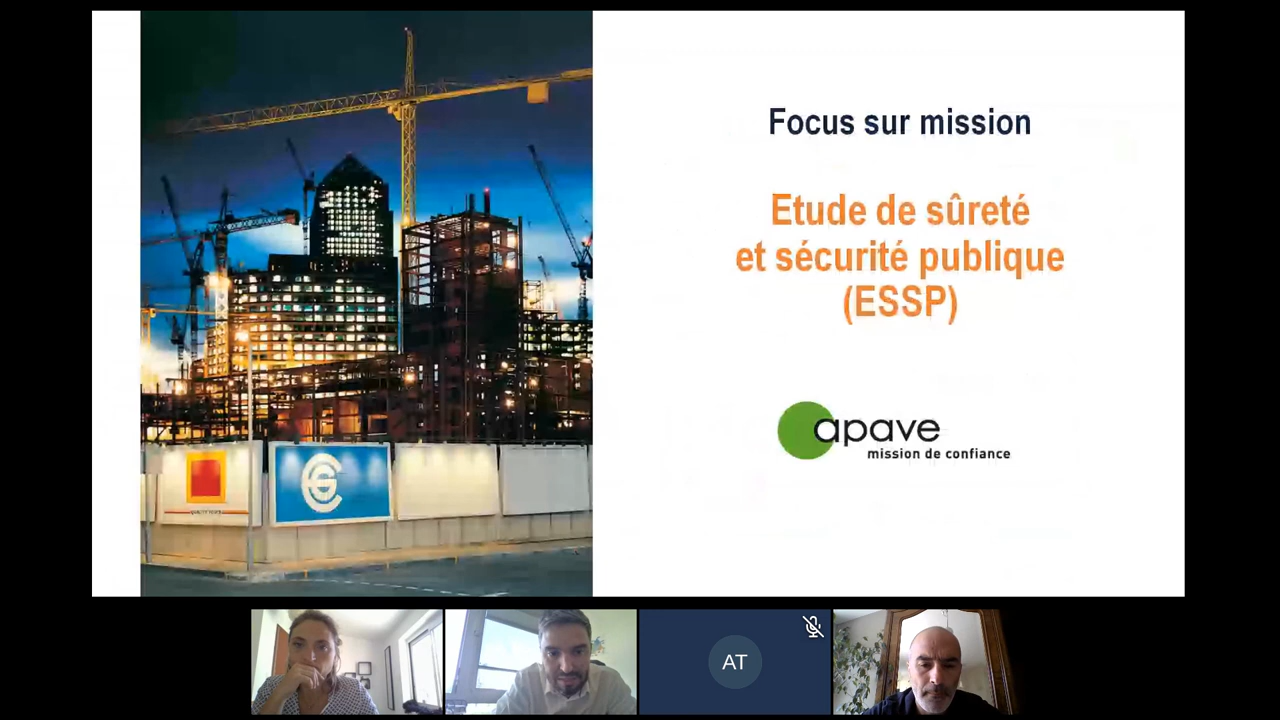 Focus sur mission
Etude de sûreté
et sécurité publique
(ESSP)
apave
mission de confiance
AT